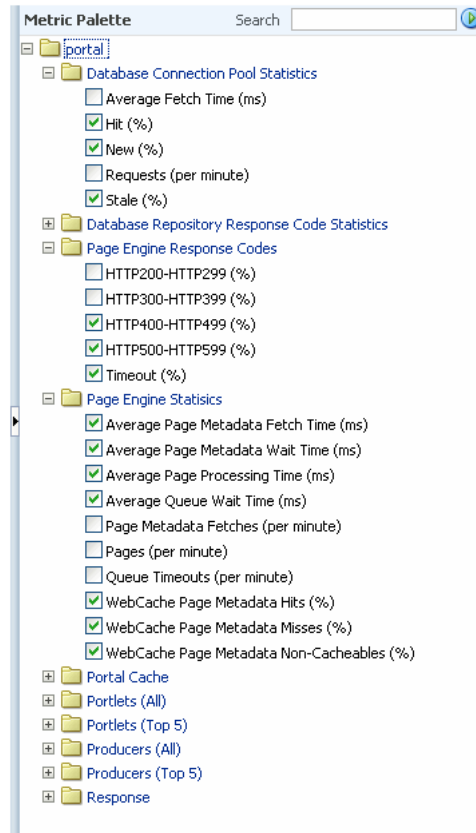 Metric Palette Search
portal
Database Connection Pool Statistics
Average Fetch Time (ms)
Hit (%)
New (%)
Requests (per minute)
Stale (%)
Database Repository Response Code Statistics
Page Engine Response Codes
HTTP200-HTTP299 (%)
HTTP300-HTTP399 (%)
HTTP400-HTTP499 (%)
HTTP500-HTTP599 (%)
Timeout (%)
Page Engine Statisics
Average Page Metadata Fetch Time (ms)
Average Page Metadata Wait Time (ms)
Average Page Processing Time (ms)
Average Queue Wait Time (ms)
Page Metadata Fetches (per minute)
Pages (per minute)
Queue Timeouts (per minute)
WebCache Page Metadata Hits (%)
WebCache Page Metadata Misses (%)
WebCache Page Metadata Non-Cacheables (%)
Portal Cache
Portlets (All)
Portlets (Top 5)
Producers (All)
Producers (Top 5)
Response